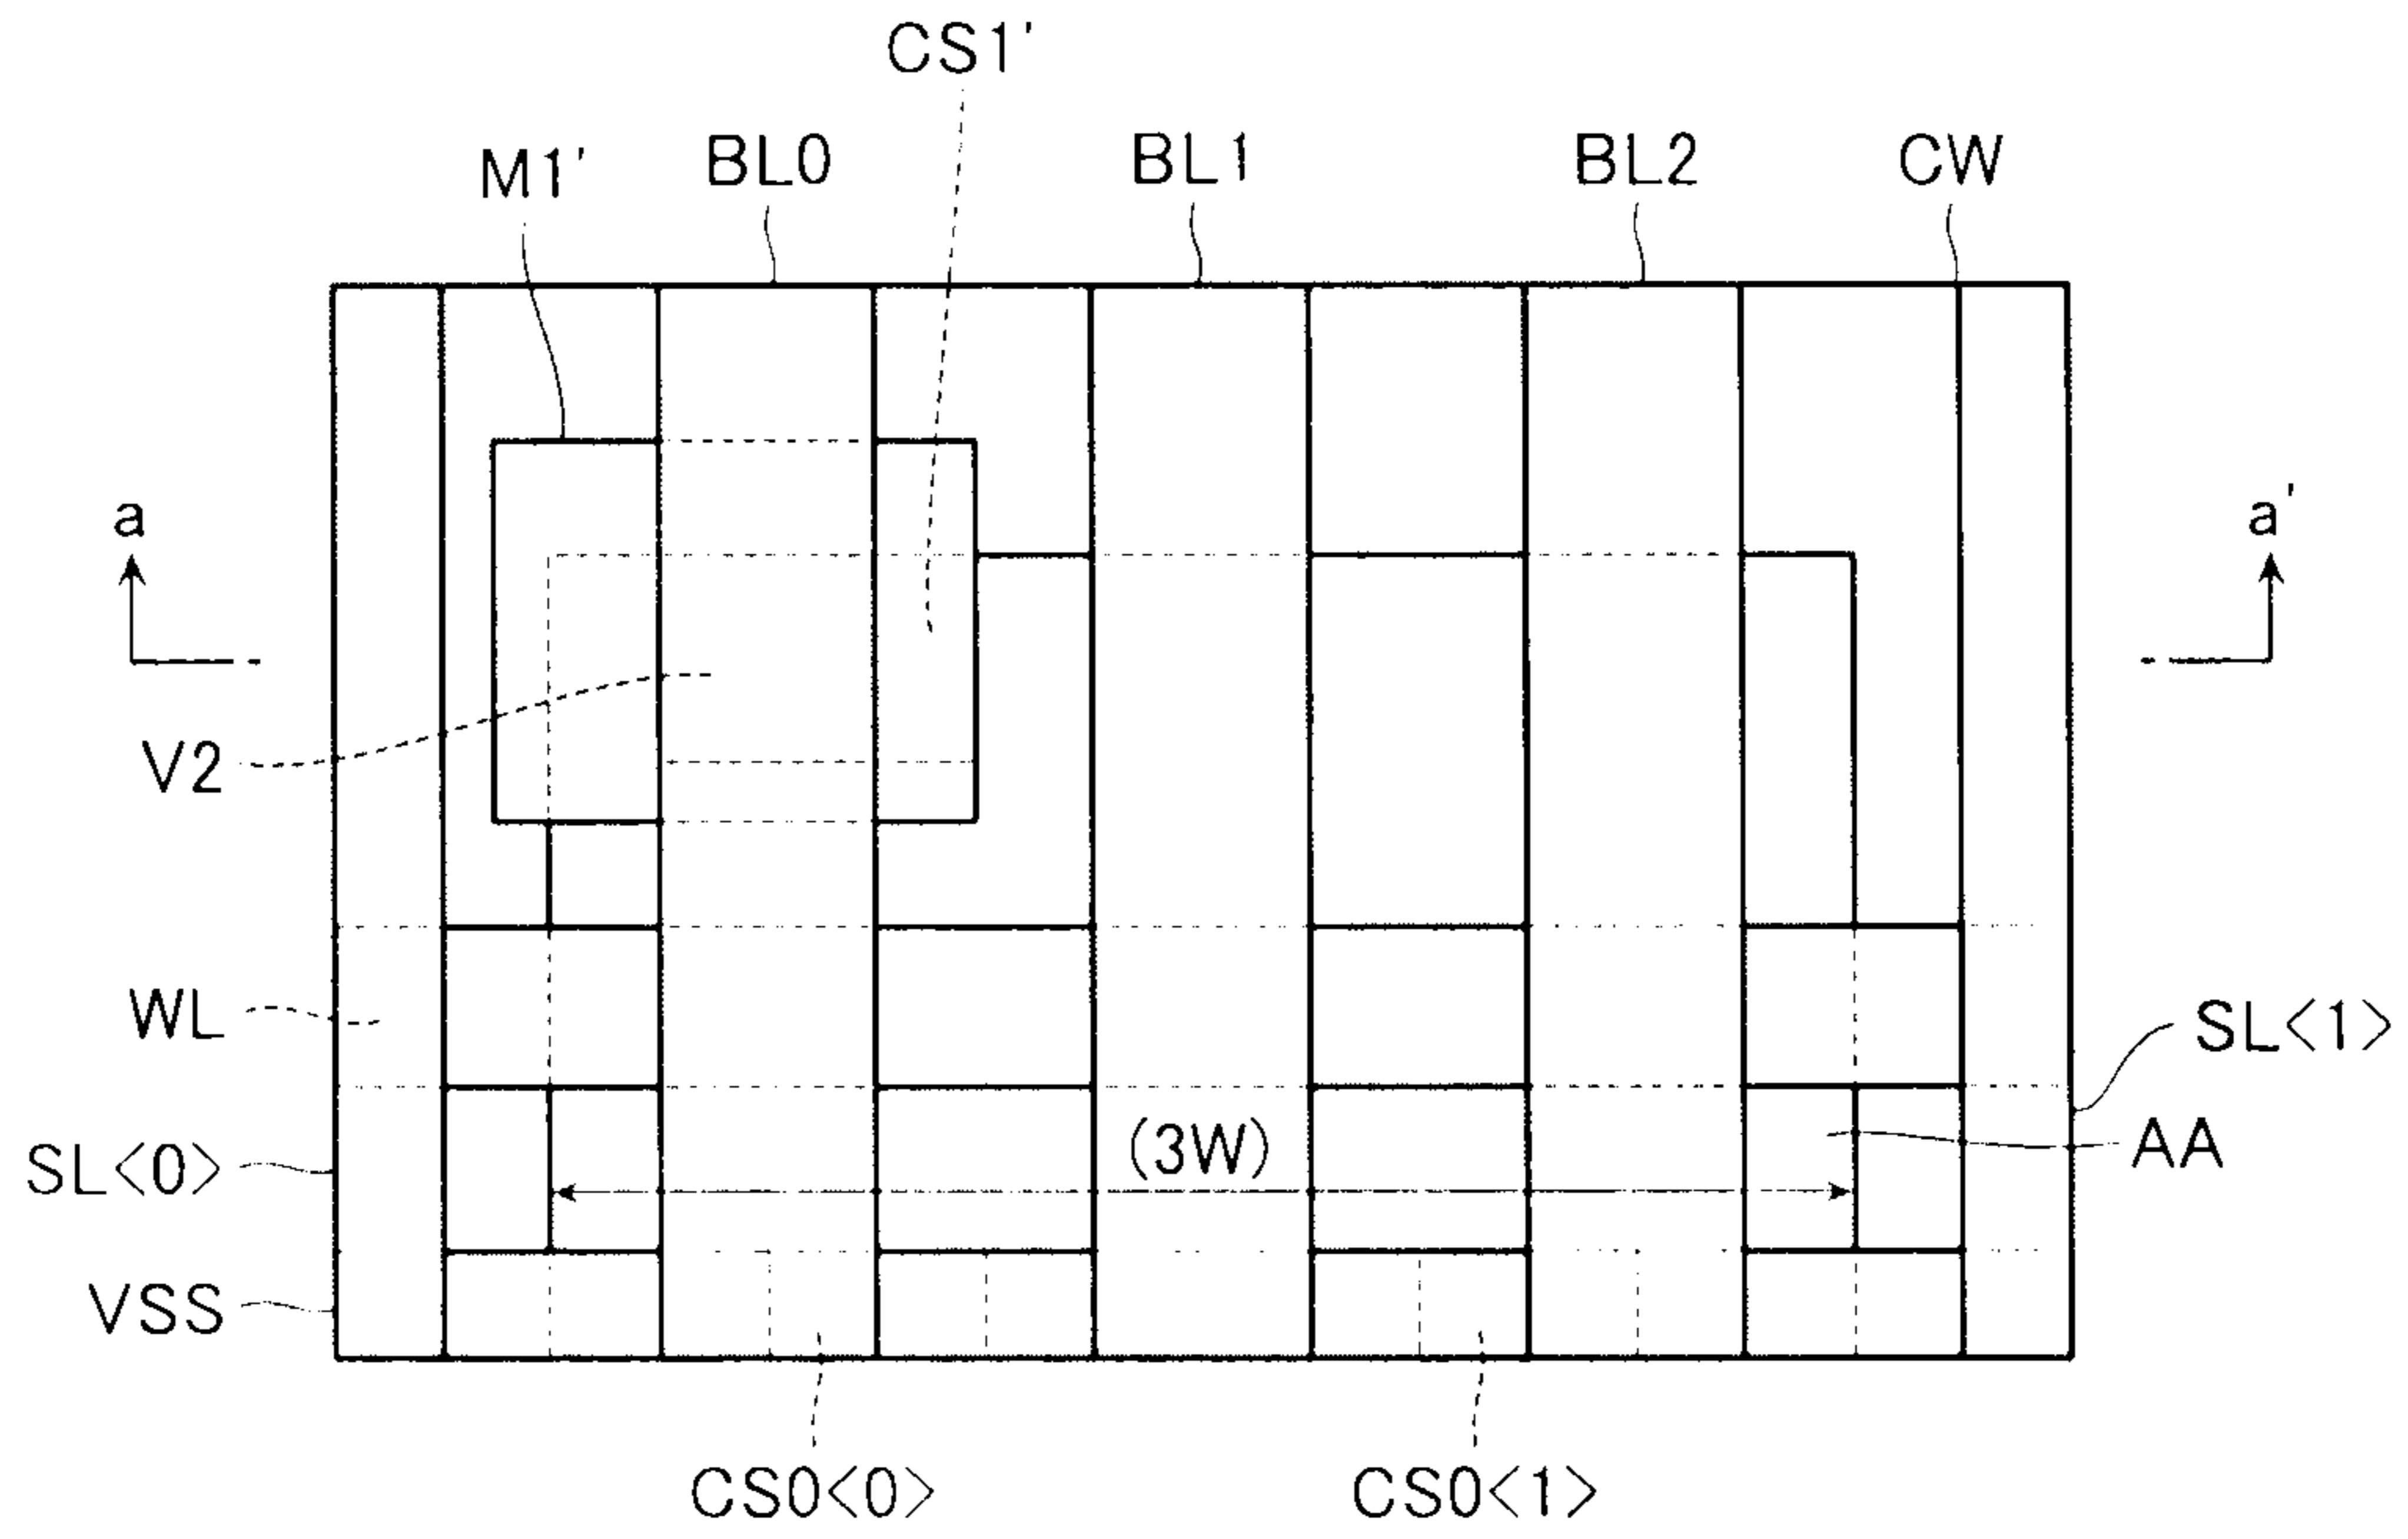 CS1'
M1'
BL0
BL1
BL2
CW
a
a'
V2
WL
SL<1>
(3W)
AA
SL<0>
VSS
CS0<0>
CS0<1>